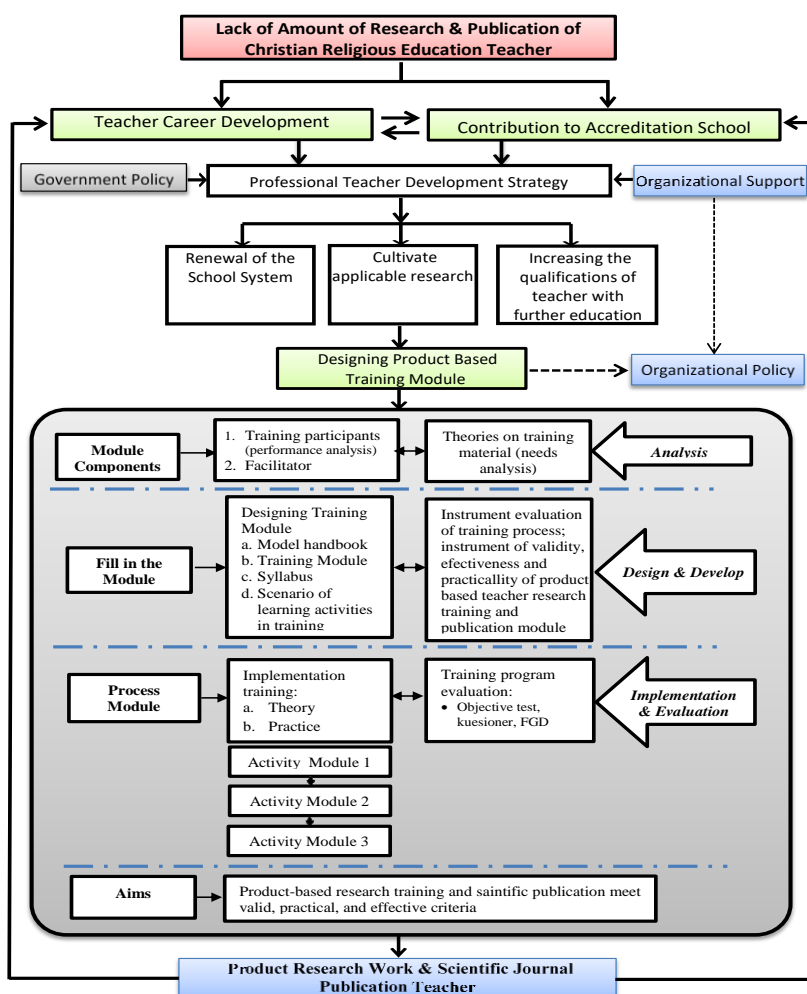 Lack of Amount of Research & Publication of
Christian Religious Education Teacher
Teacher Career Development
Contribution to Accreditation School
Government Policy
Professional Teacher Development Strategy
Organizational Support
Renewal of the
School System
Cultivate
applicable research
Increasing the
qualifications of
teacher with
further education
Designing Product Based
Training Module
Organizational Policy
Module
Components
1. Training participants
(performance analysis)
2. Facilitator
Theories on training
material (needs
analysis)
Analysis
Fill in the
Module
Designing Training
Module
a. Model handbook
b. Training Module
c. Syllabus
d. Scenario of
learning activities
in training
Instrument evaluation
of training process;
instrument of validity,
efectiveness and
practicallity of product
based teacher research
training and
publication module
Design & Develop
Process
Module
Implementation
training:
a. Theory
b. Practice
Training program
evaluation:
• Objective test,
kuesioner, FGD
Implementation
& Evaluation
Activity Module 1
Activity Module 2
Activity Module 3
Aims
Product-based research training and saintific publication meet
valid, practical, and effective criteria
Product Research Work & Scientific Journal
Publication Teacher